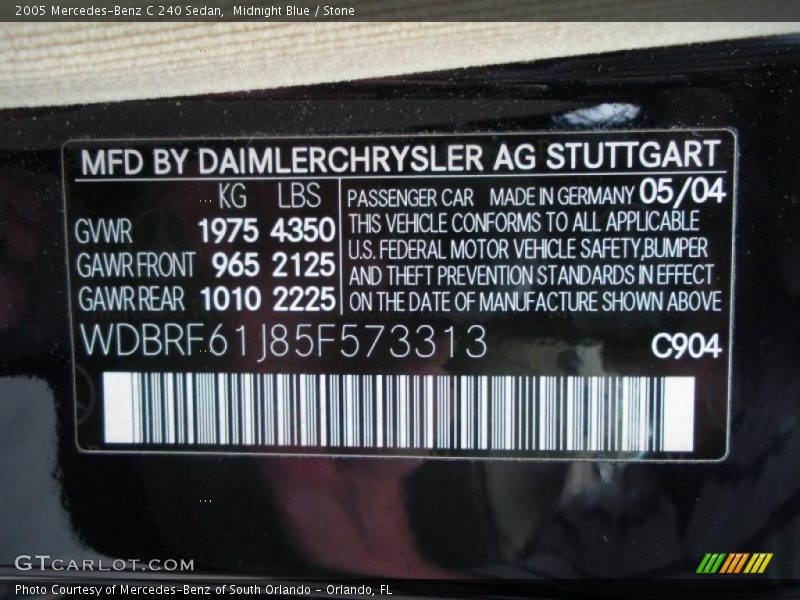 2005 Mercedes-Benz C 240 Sedan, Midnight Blue / Stone
MFD BY DAIMLERCHRYSLER AG STUTTGART
KG LBS
GVWR 1975 4350
GAWR FRONT 965 2125
GAWR REAR 1010 2225
PASSENGER CAR MADE IN GERMANY 05/04
THIS VEHICLE CONFORMS TO ALL APPLICABLE
U.S. FEDERAL MOTOR VEHICLE SAFETY,BUMPER
AND THEFT PREVENTION STANDARDS IN EFFECT
ON THE DATE OF MANUFACTURE SHOWN ABOVE
WDBRF61J85F573313
C904
GTCARLOT.COM
Photo Courtesy of Mercedes-Benz of South Orlando - Orlando, FL